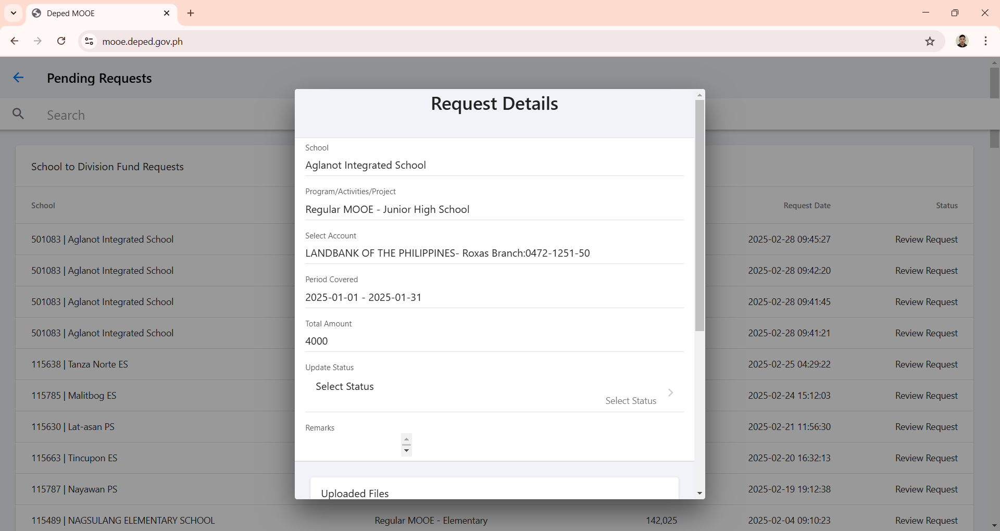 Deped MOOE
mooe.deped.gov.ph
Pending Requests
Search
School to Division Fund Requests
School
Request Date
Status
501083 | Aglanot Integrated School
2025-02-28 09:45:27
Review Request
501083 | Aglanot Integrated School
2025-02-28 09:42:20
Review Request
501083 | Aglanot Integrated School
2025-02-28 09:41:45
Review Request
501083 | Aglanot Integrated School
2025-02-28 09:41:21
Review Request
115638 | Tanza Norte ES
2025-02-25 04:29:22
Review Request
115785 | Malitbog ES
2025-02-24 15:12:03
Review Request
115630 | Lat-asan PS
2025-02-21 11:56:30
Review Request
115663 | Tincupon ES
2025-02-20 16:32:13
Review Request
115787 | Nayawan PS
2025-02-19 19:12:38
Review Request
115489 | NAGSULANG ELEMENTARY SCHOOL
Regular MOOE - Elementary
142,025
2025-02-04 09:10:23
Review Request
Request Details
School
Aglanot Integrated School
Program/Activities/Project
Regular MOOE - Junior High School
Select Account
LANDBANK OF THE PHILIPPINES- Roxas Branch:0472-1251-50
Period Covered
2025-01-01 - 2025-01-31
Total Amount
4000
Update Status
Select Status
Select Status
Remarks
Uploaded Files